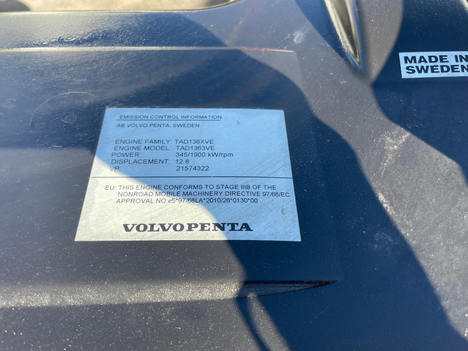 MADE IN
SWEDEN
EMISSION CONTROL INFORMATION
AB VOLVO PENTA, SWEDEN
ENGINE FAMILY: TAD136XVE
ENGINE MODEL: TAD1363VE
POWER: 345/1900 kW/rpm
DISPLACEMENT: 12.8
21574322
EU: THIS ENGINE CONFORMS TO STAGE IIIB OF THE
NONROAD MOBILE MACHINERY DIRECTIVE 97/68/EC
APPROVAL NO e5*97/68LA*2010/26*0130*00
VOLVO PENTA